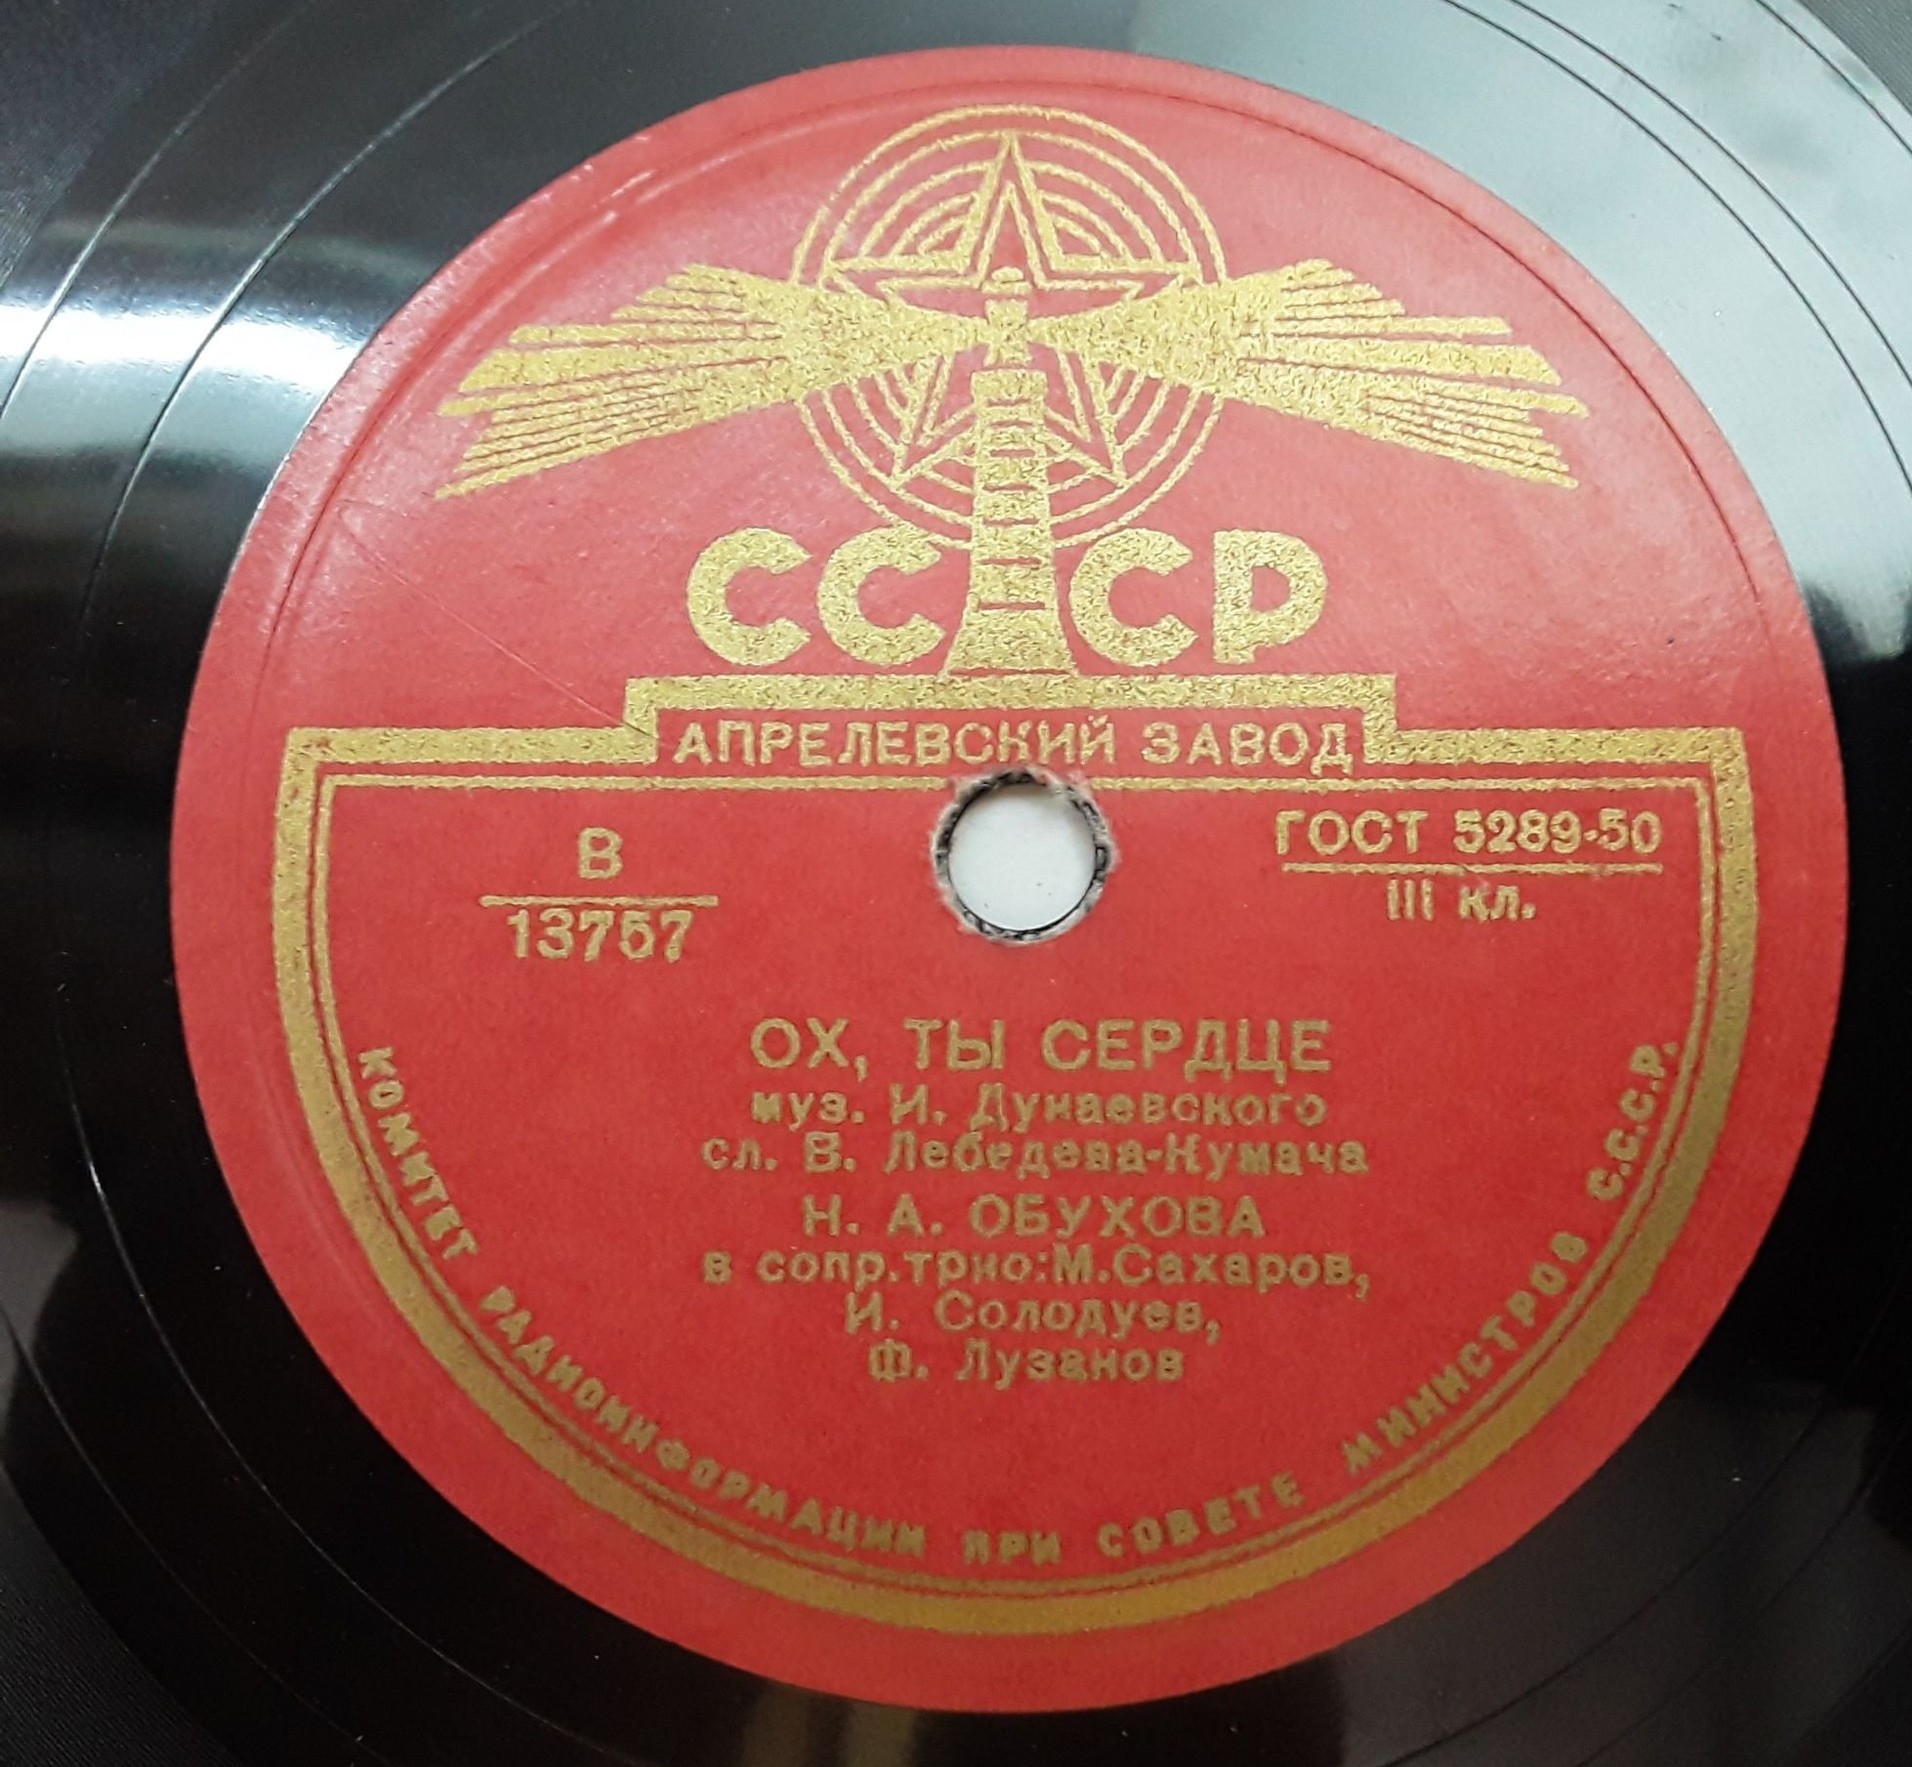 СССР
АПРЕЛЕВСКИЙ ЗАВОД
В
13757
ГОСТ 5289-50
III кл.
ОХ, ТЫ СЕРДЦЕ
муз. И. Дунаевского
сл. В. Лебедева-Кумача
Н. А. ОБУХОВА
в сопр.трио:М.Сахаров,
И. Солодуев,
Ф. Лузанов
КОМИТЕТ РАДИОИНФОРМАЦИИ ПРИ СОВЕТЕ МИНИСТРОВ С.С.С.Р.